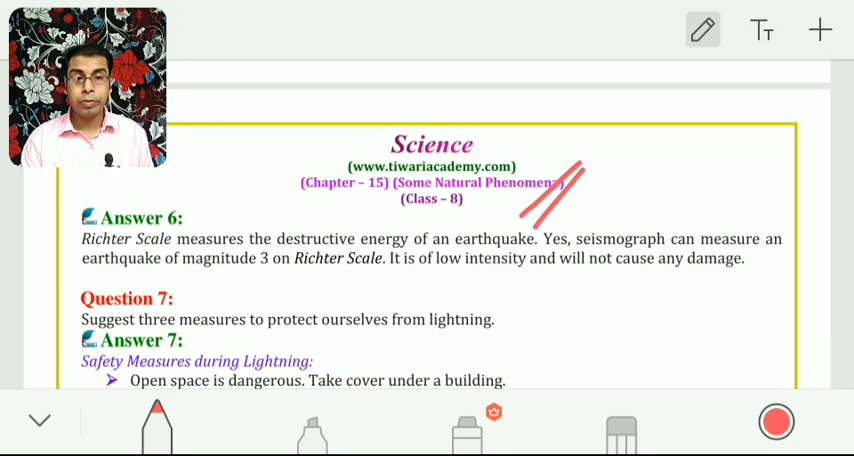 Science
(www.tiwariacademy.com)
(Chapter – 15) (Some Natural Phenomena)
(Class – 8)
Answer 6:
Richter Scale measures the destructive energy of an earthquake. Yes, seismograph can measure an
earthquake of magnitude 3 on Richter Scale. It is of low intensity and will not cause any damage.
Question 7:
Suggest three measures to protect ourselves from lightning.
Answer 7:
Safety Measures during Lightning:
Open space is dangerous. Take cover under a building.